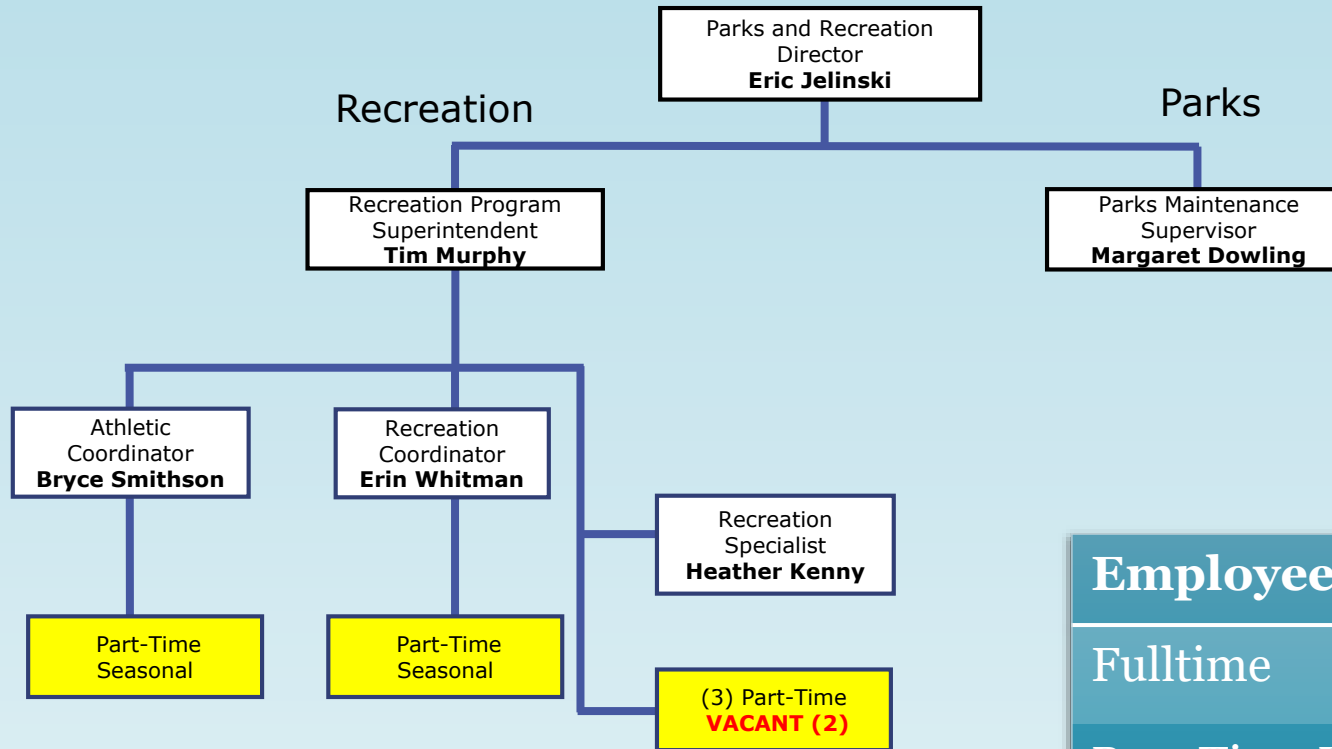 Parks and Recreation
Director
Eric Jelinski
Recreation
Parks
Recreation Program
Superintendent
Tim Murphy
Parks Maintenance
Supervisor
Margaret Dowling
Athletic
Coordinator
Bryce Smithson
Recreation
Coordinator
Erin Whitman
Recreation
Specialist
Heather Kenny
Part-Time
Seasonal
Part-Time
Seasonal
(3) Part-Time
VACANT (2)
Employee
Fulltime